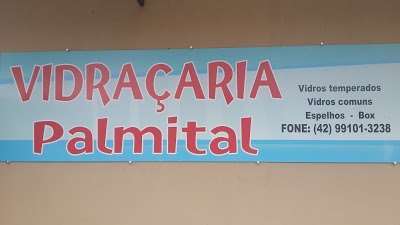 VIDRAÇARIA
Palmital
Vidros temperados
Vidros comuns
Espelhos - Box
FONE: (42) 99101-3238